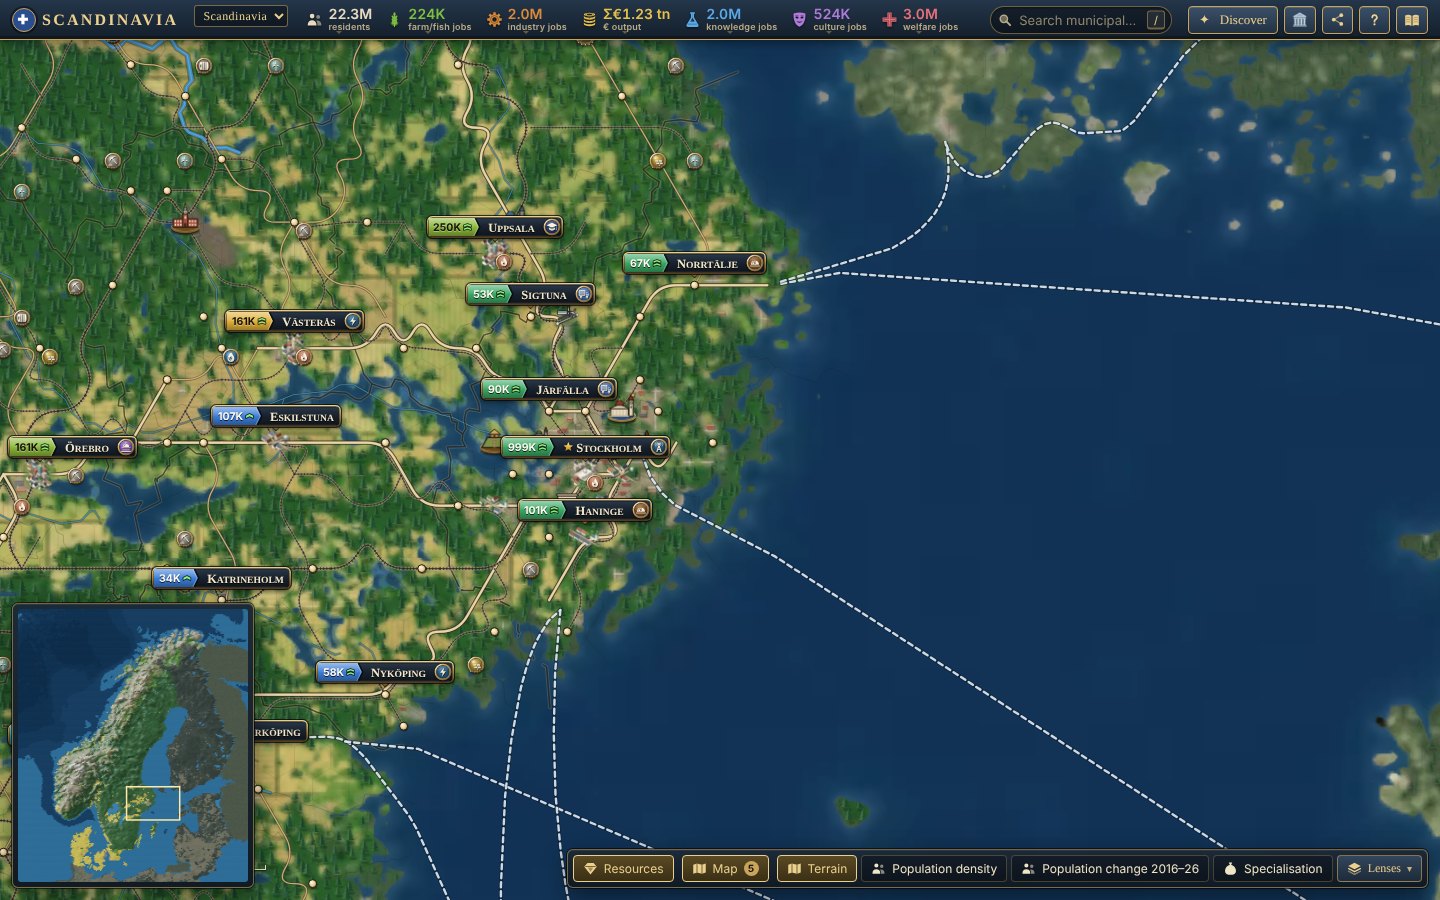 SCANDINAVIA
Scandinavia
22.3M
residents
224K
farm/fish jobs
2.0M
industry jobs
Σ€1.23 tn
€ output
2.0M
knowledge jobs
524K
culture jobs
3.0M
welfare jobs
Search municipal...
/
Discover
?
250K UPPSALA
67K NORRTÄLJE
53K SIGTUNA
161K VÄSTERÅS
90K JÄRFÄLLA
107K ESKILSTUNA
161K ÖREBRO
999K STOCKHOLM
101K HANINGE
34K KATRINEHOLM
58K NYKÖPING
RKÖPING
Resources
Map 5
Terrain
Population density
Population change 2016–26
Specialisation
Lenses